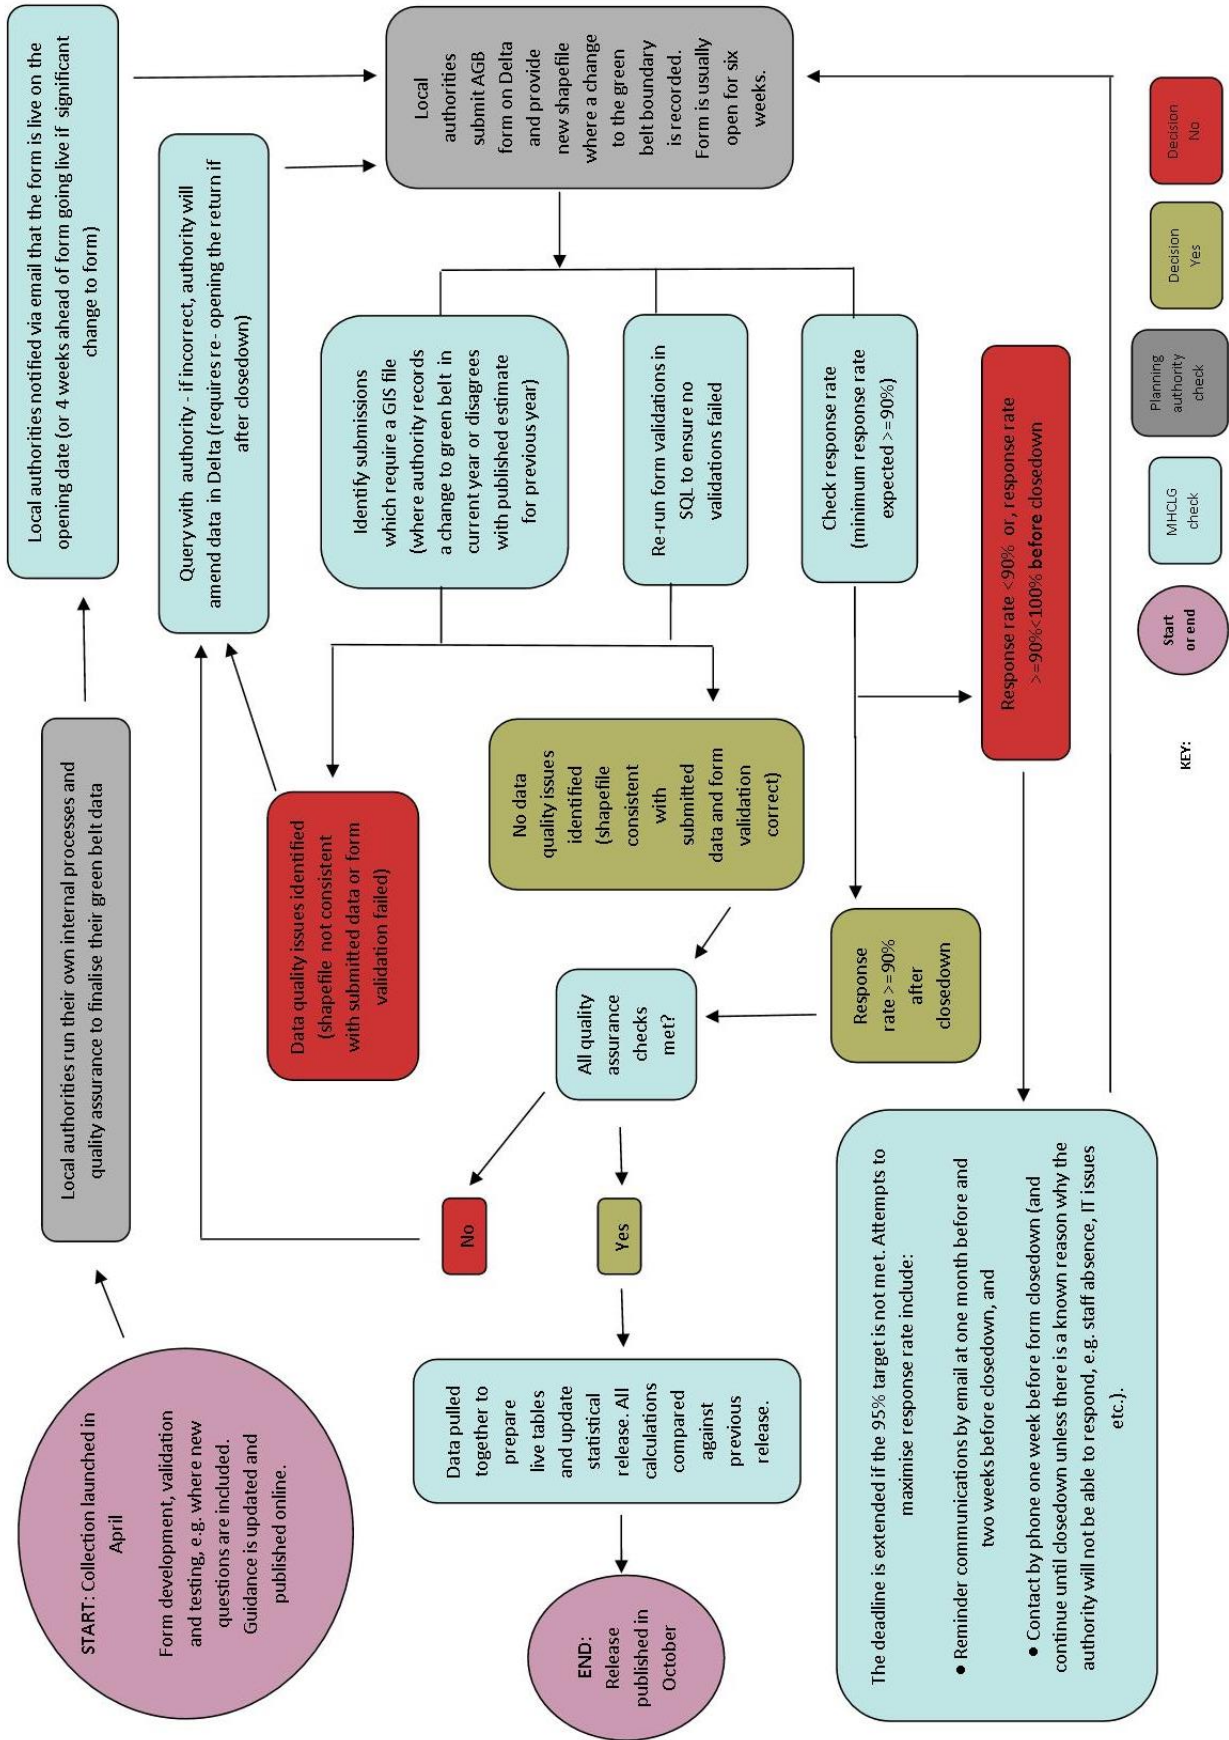 START: Collection launched in
April
Form development, validation
and testing, e.g. where new
questions are included.
Guidance is updated and
published online.
Local authorities run their own internal processes and
quality assurance to finalise their green belt data
Local authorities notified via email that the form is live on the
opening date (or 4 weeks ahead of form going live if significant
change to form)
Query with authority - if incorrect, authority will
amend data in Delta (requires re- opening the return if
after closedown)
Local
authorities
submit AGB
form on Delta
and provide
new shapefile
where a change
to the green
belt boundary
is recorded.
Form is usually
open for six
weeks.
Identify submissions
which require a GIS file
(where authority records
a change to green belt in
current year or disagrees
with published estimate
for previous year)
Re-run form validations in
SQL to ensure no
validations failed
Check response rate
(minimum response rate
expected >=90%)
Data quality issues identified
(shapefile not consistent
with submitted data or form
validation failed)
No data
quality issues
identified
(shapefile
consistent
with
submitted
data and form
validation
correct)
Response
rate >=90%
after
closedown
Response rate <90% or, response rate
>=90%<100% before closedown
All quality
assurance
checks
met?
No
Yes
Data pulled
together to
prepare
live tables
and update
statistical
release. All
calculations
compared
against
previous
release.
END:
Release
published in
October
The deadline is extended if the 95% target is not met. Attempts to
maximise response rate include:
● Reminder communications by email at one month before and
two weeks before closedown, and
● Contact by phone one week before form closedown (and
continue until closedown unless there is a known reason why the
authority will not be able to respond, e.g. staff absence, IT issues
etc.).
KEY:
Start
or end
MHCLG
check
Planning
authority
check
Decision
Yes
Decision
No